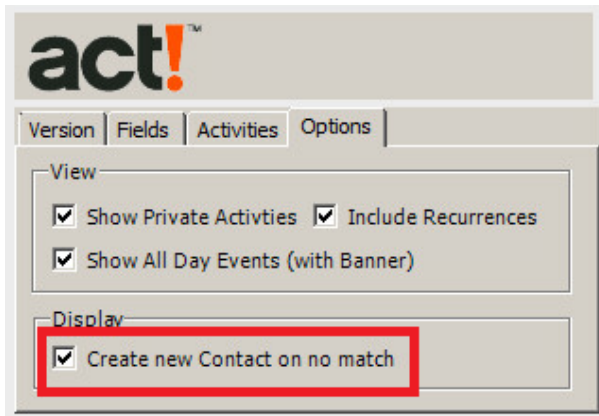 act!™
Version Fields Activities Options
View
Show Private Activties Include Recurrences
Show All Day Events (with Banner)
Display
Create new Contact on no match